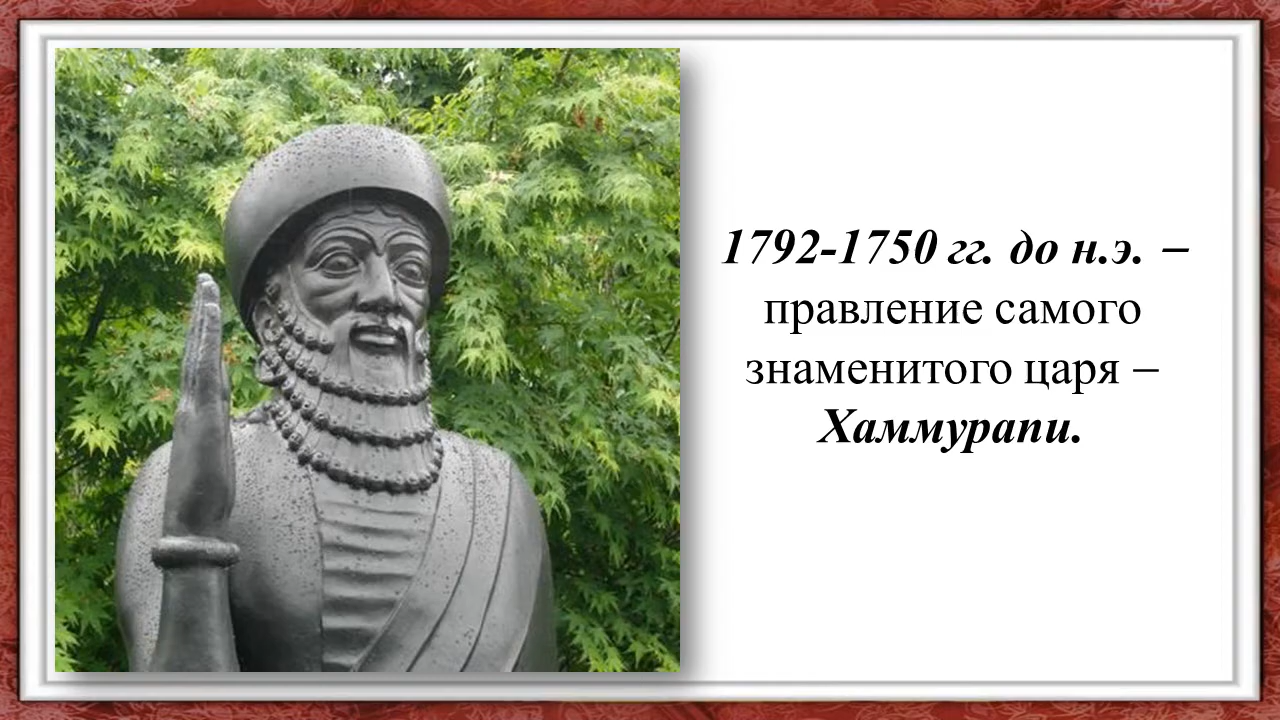 1792-1750 гг. до н.э. –
правление самого
знаменитого царя –
Хаммурапи.